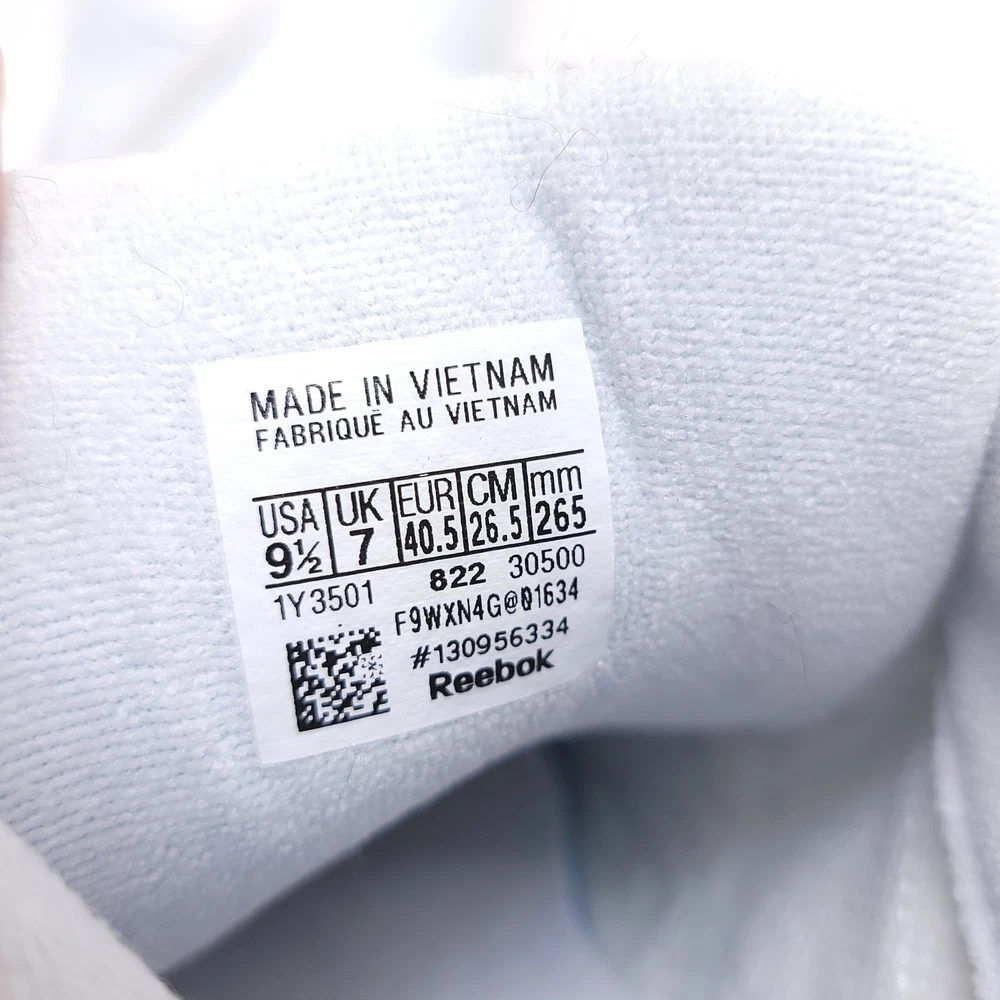 MADE IN VIETNAM
FABRIQUÉ AU VIETNAM
USA UK EUR CM mm
9½ 7 40.5 26.5 265
1Y3501 822 30500
F9WXN4G@01634
#130956334
Reebok